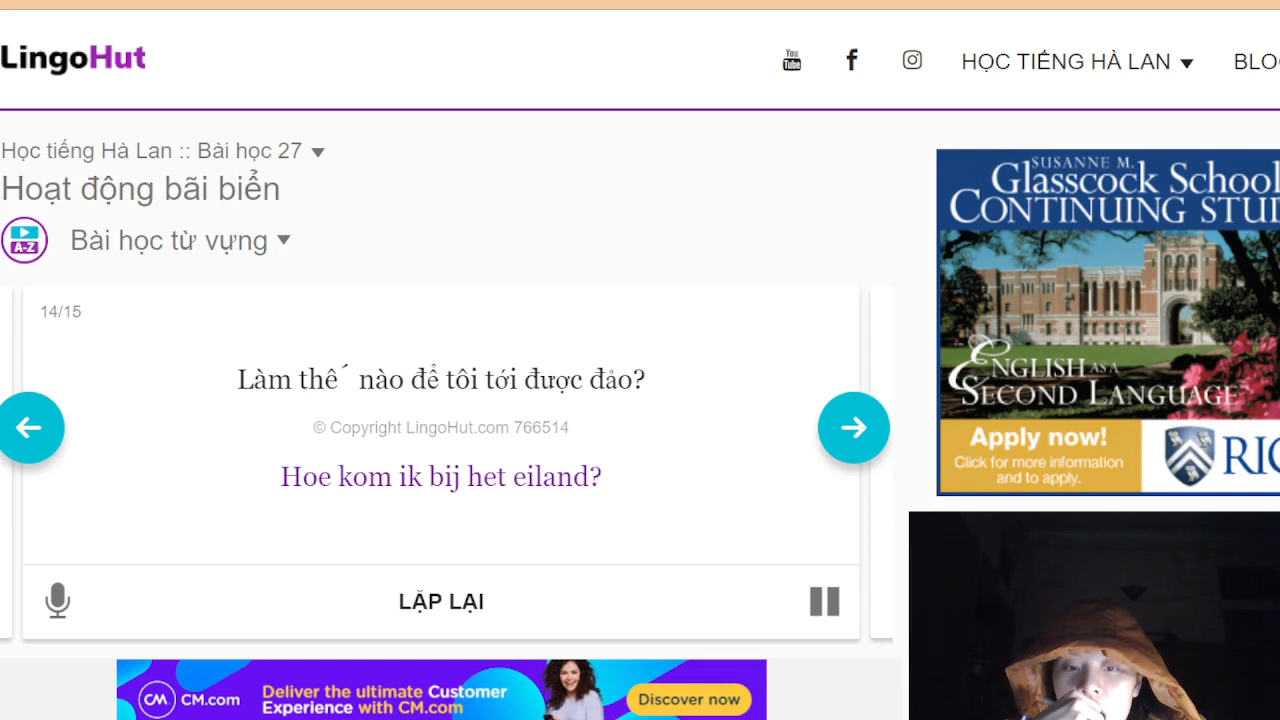 LingoHut
You Tube
HỌC TIẾNG HÀ LAN
Học tiếng Hà Lan :: Bài học 27
Hoạt động bãi biển
A-Z
Bài học từ vựng
14/15
Làm thế nào để tôi tới được đảo?
© Copyright LingoHut.com 766514
Hoe kom ik bij het eiland?
LẶP LẠI
SUSANNE M.
Glasscock School
CONTINUING
ENGLISH AS A
SECOND LANGUAGE
Apply now!
Click for more information
and to apply.
CM.com
Deliver the ultimate Customer
Experience with CM.com
Discover now